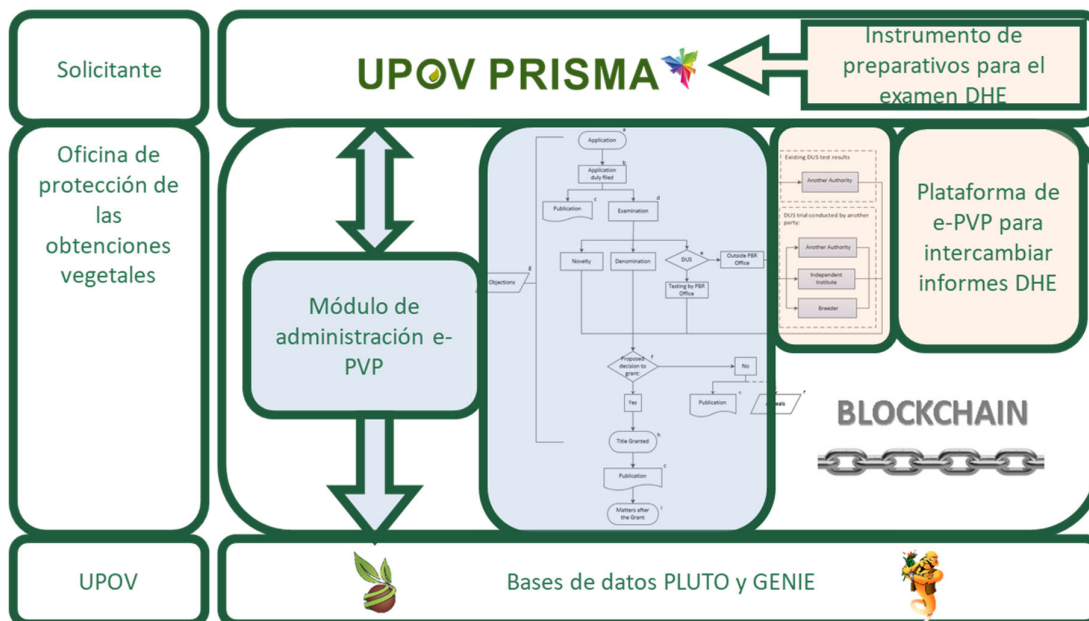 Solicitante
UPOV PRISMA
Instrumento de
preparativos para el
examen DHE
Oficina de
protección de
las
obtenciones
vegetales
Módulo de
administración e-
PVP
Application
a
Application
duly filed
b
Publication
c
Examination
d
Novelty
Denomination
DUS
e
Outside PBR
Office
Testing by PBR
Office
Objections
g
Proposed
decision to
grant:
f
No
Yes
Publication
c
Title Granted
h
Publication
c
Matters after
the Grant
i
Existing DUS test results
Another Authority
DUS trial conducted by another
party:
Another Authority
Independent
Institute
Breeder
Plataforma de
e-PVP para
intercambiar
informes DHE
BLOCKCHAIN
UPOV
Bases de datos PLUTO y GENIE